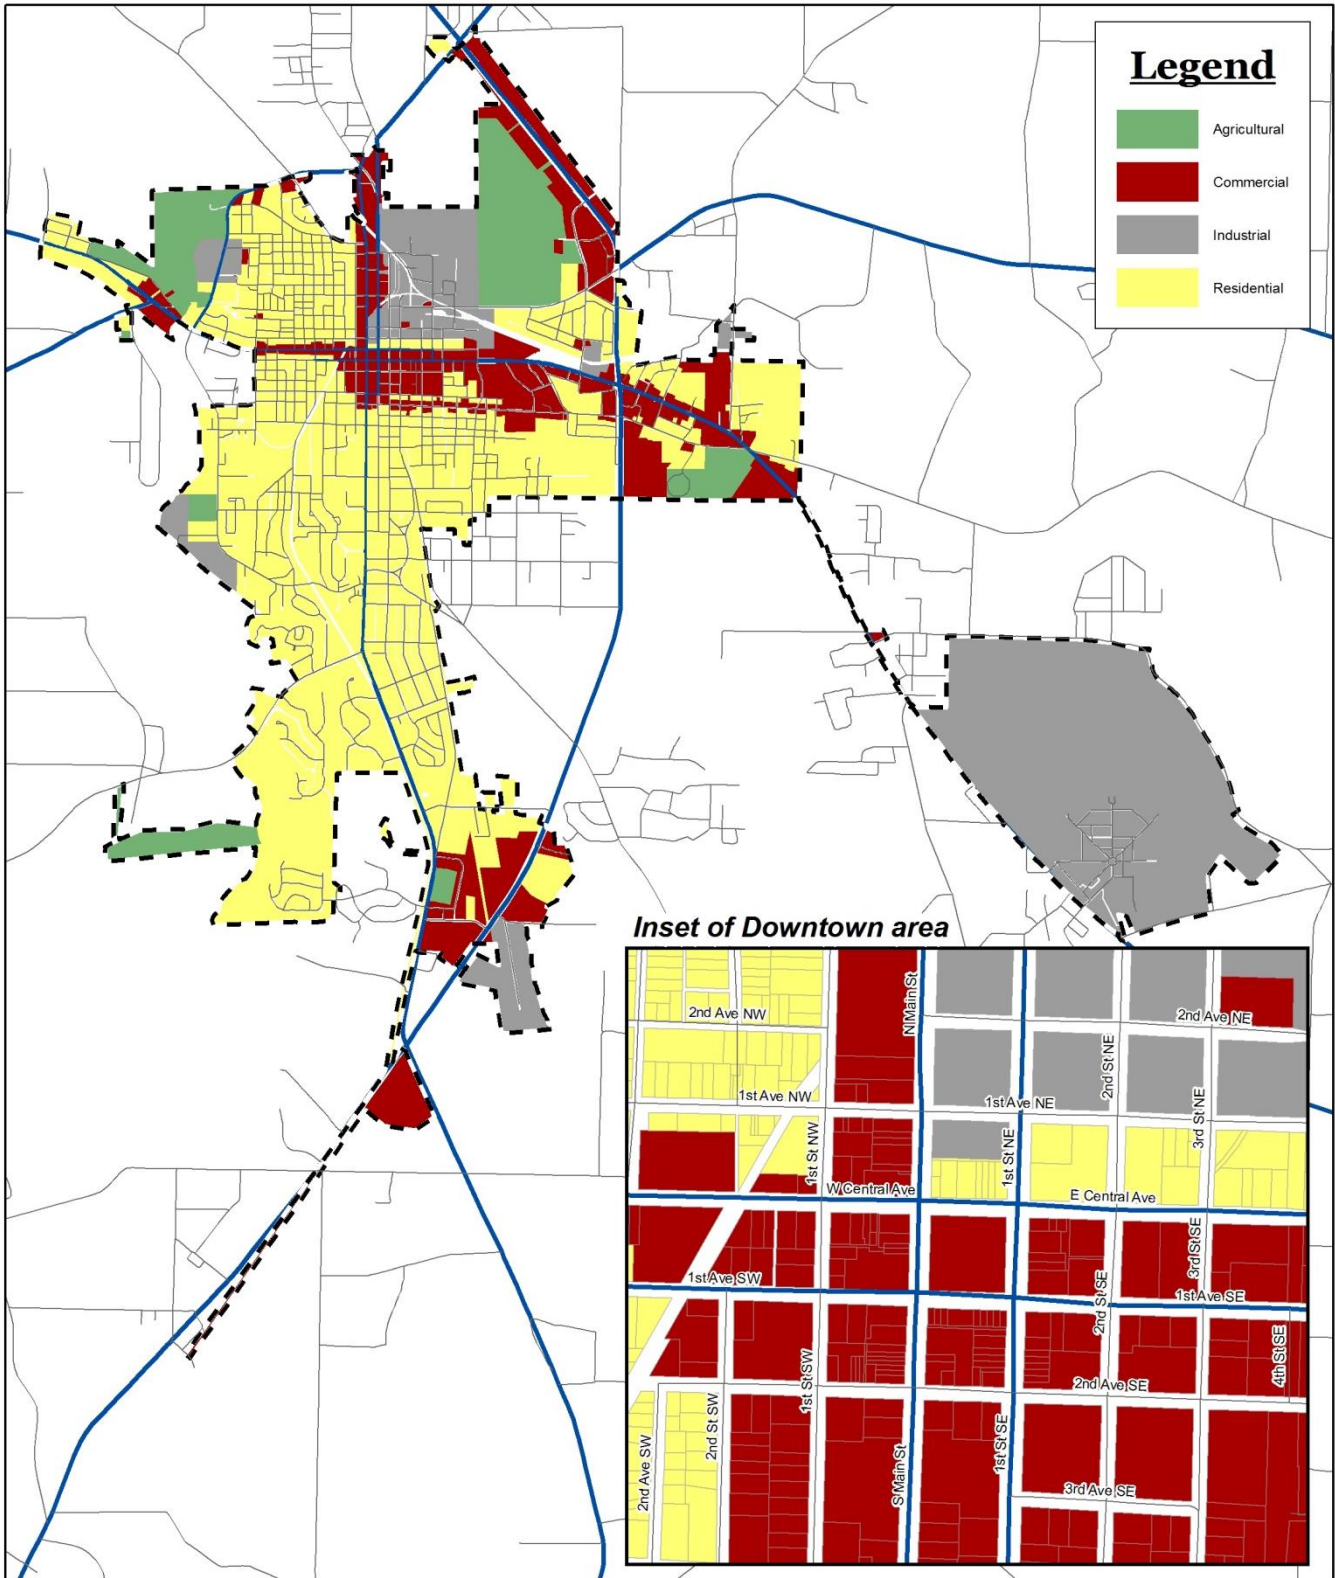 Legend
Agricultural
Commercial
Industrial
Residential
Inset of Downtown area
2nd Ave NW
N Main St
2nd Ave NE
2nd St NE
1st Ave NW
1st Ave NE
3rd St NE
1st St NW
1st St NE
W Central Ave
E Central Ave
3rd St SE
1st Ave SW
1st Ave SE
2nd St SE
4th St SE
1st St SW
2nd Ave SE
2nd St SW
2nd Ave SW
S Main St
1st St SE
3rd Ave SE